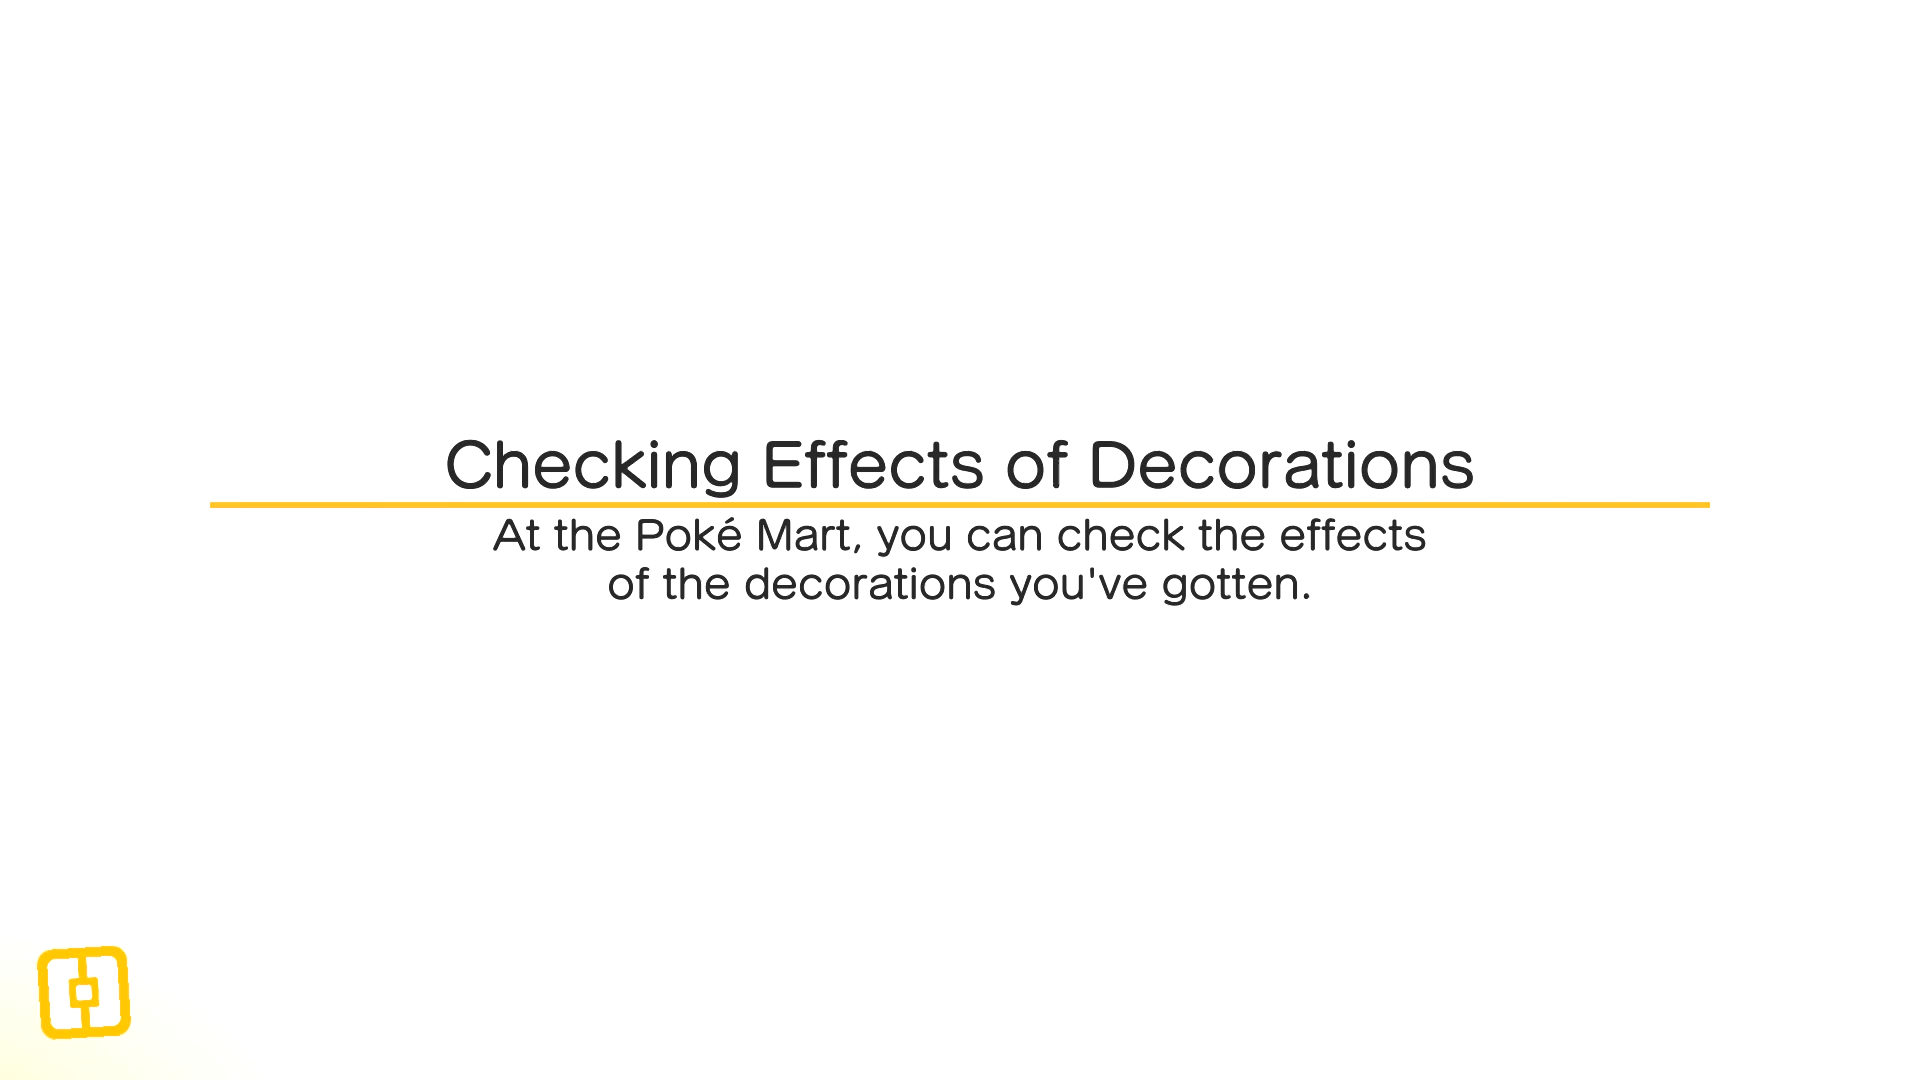 Checking Effects of Decorations
At the Poké Mart, you can check the effects
of the decorations you've gotten.